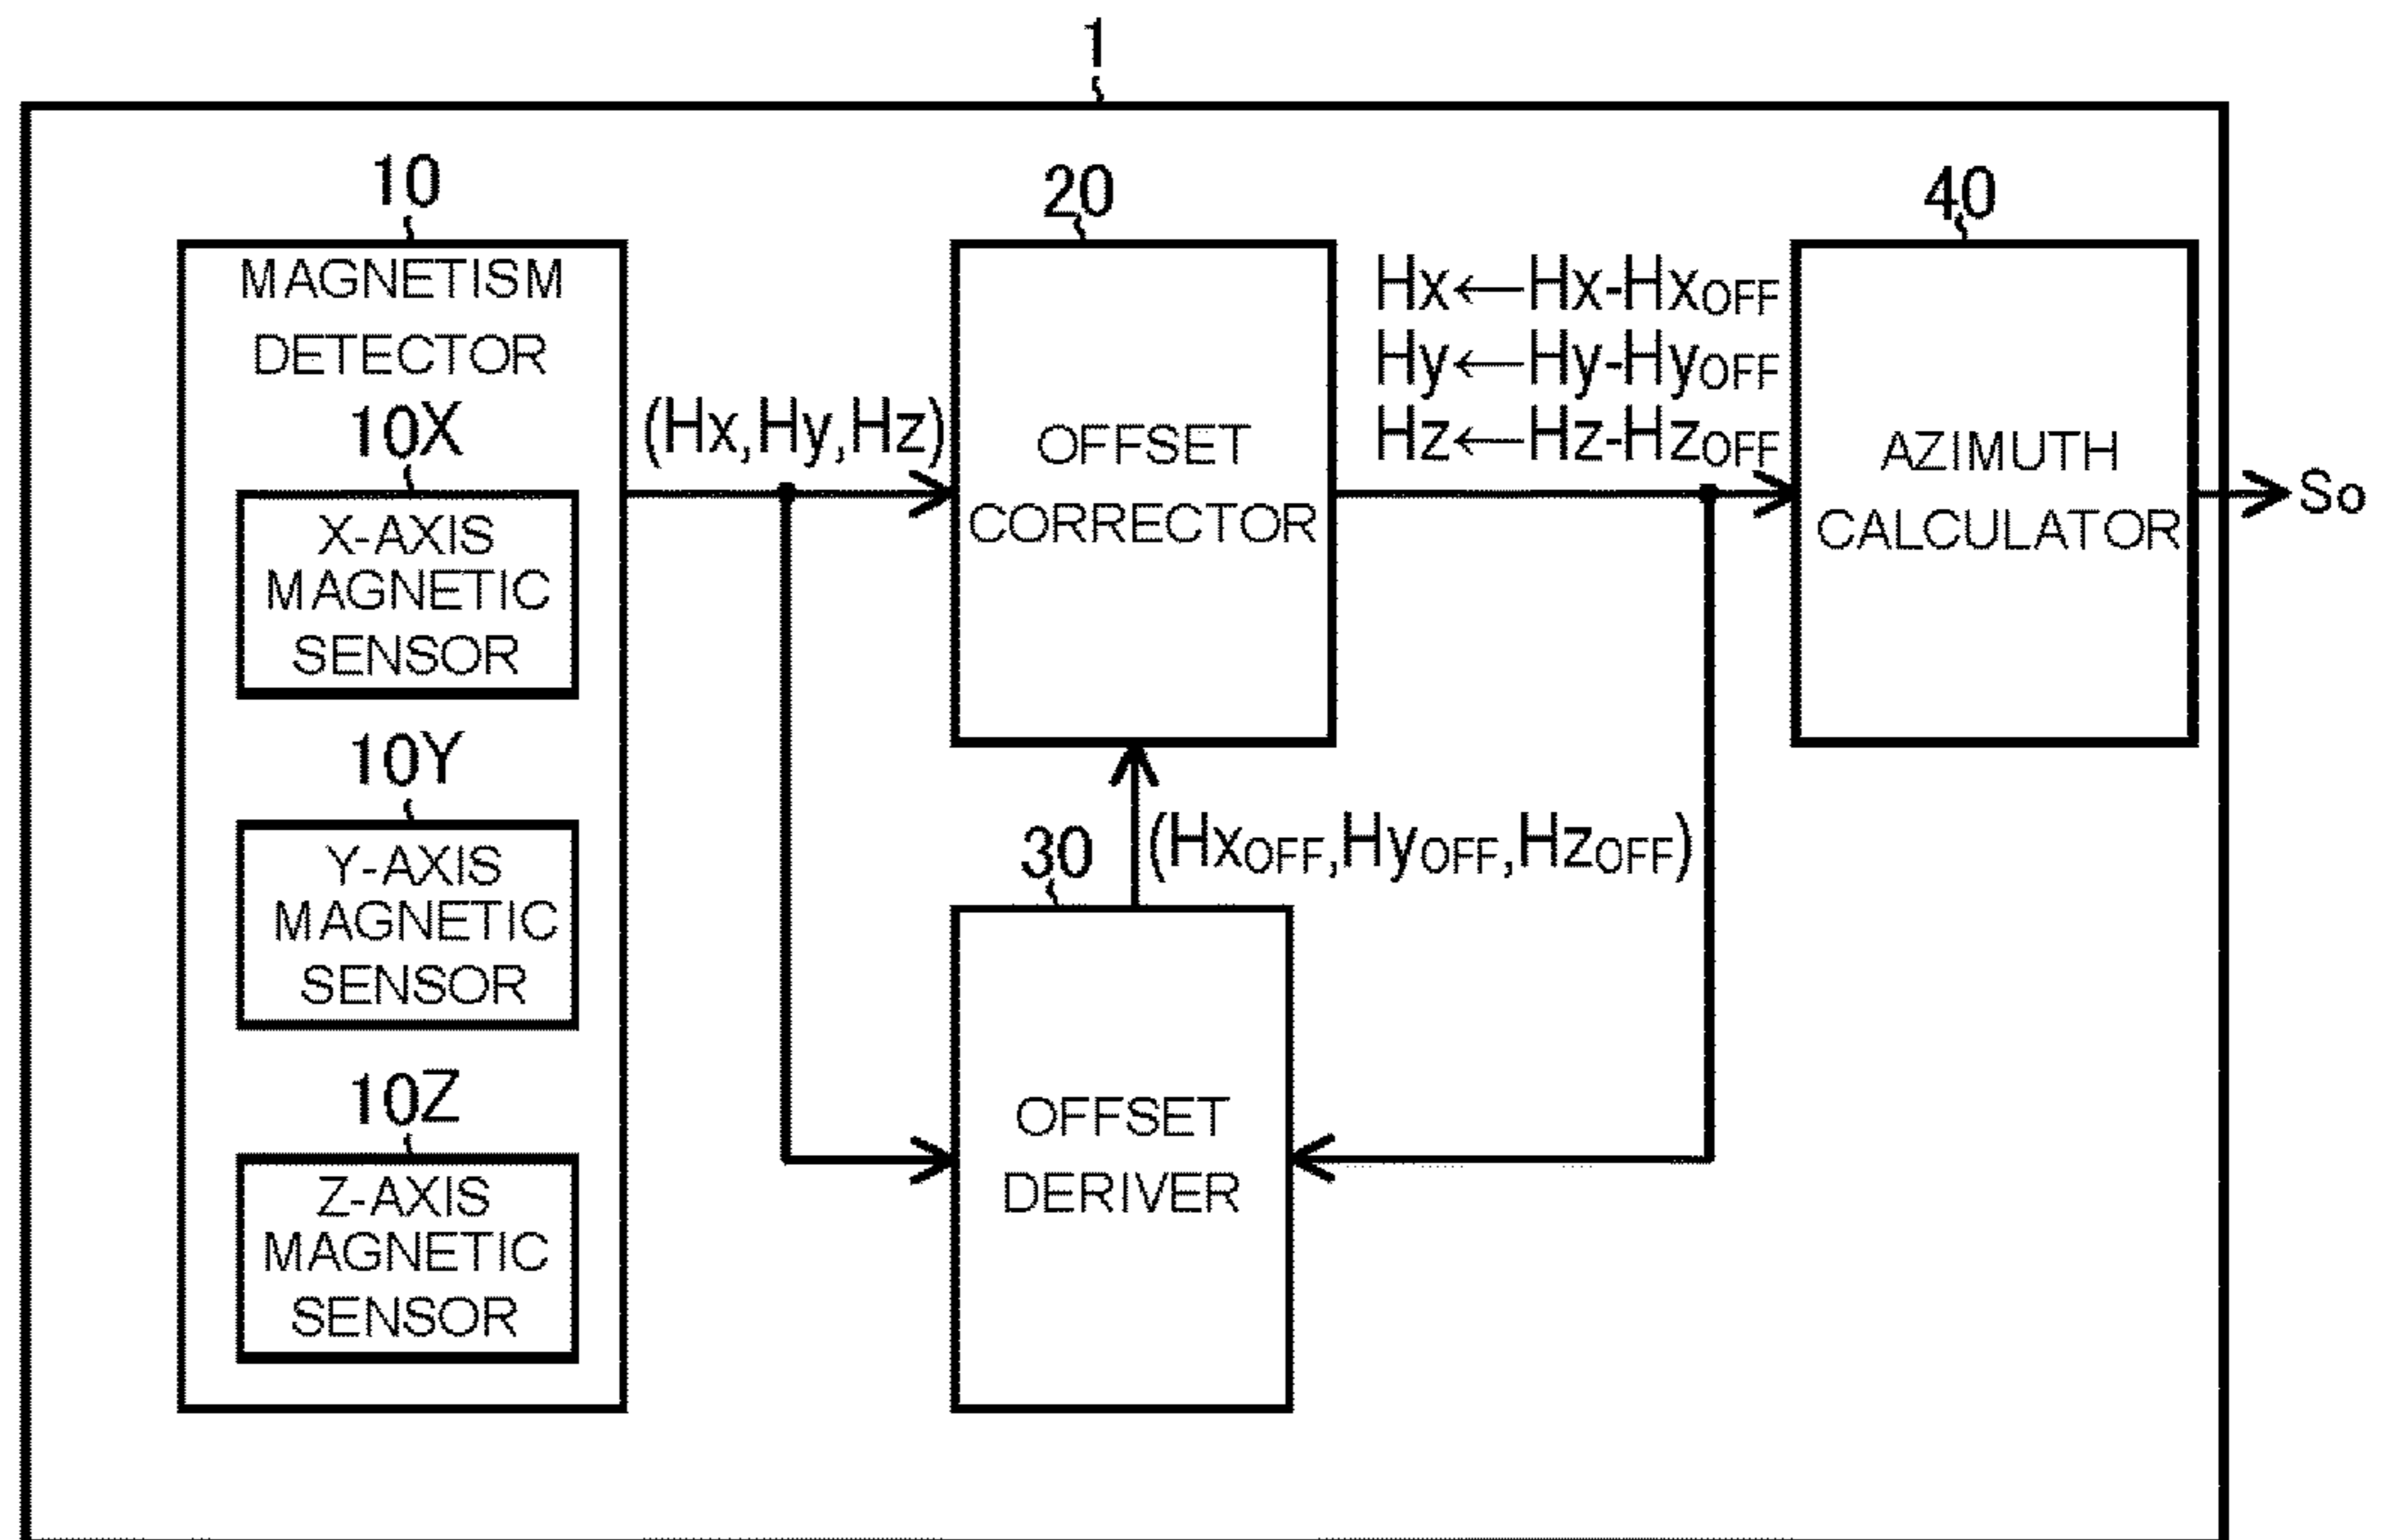 1
10
MAGNETISM
DETECTOR
10X
X-AXIS
MAGNETIC
SENSOR
10Y
Y-AXIS
MAGNETIC
SENSOR
10Z
Z-AXIS
MAGNETIC
SENSOR
(Hx,Hy,Hz)
20
OFFSET
CORRECTOR
30
(HxOFF,HyOFF,HzOFF)
OFFSET
DERIVER
Hx←Hx-HxOFF
Hy←Hy-HyOFF
Hz←Hz-HzOFF
40
AZIMUTH
CALCULATOR
So